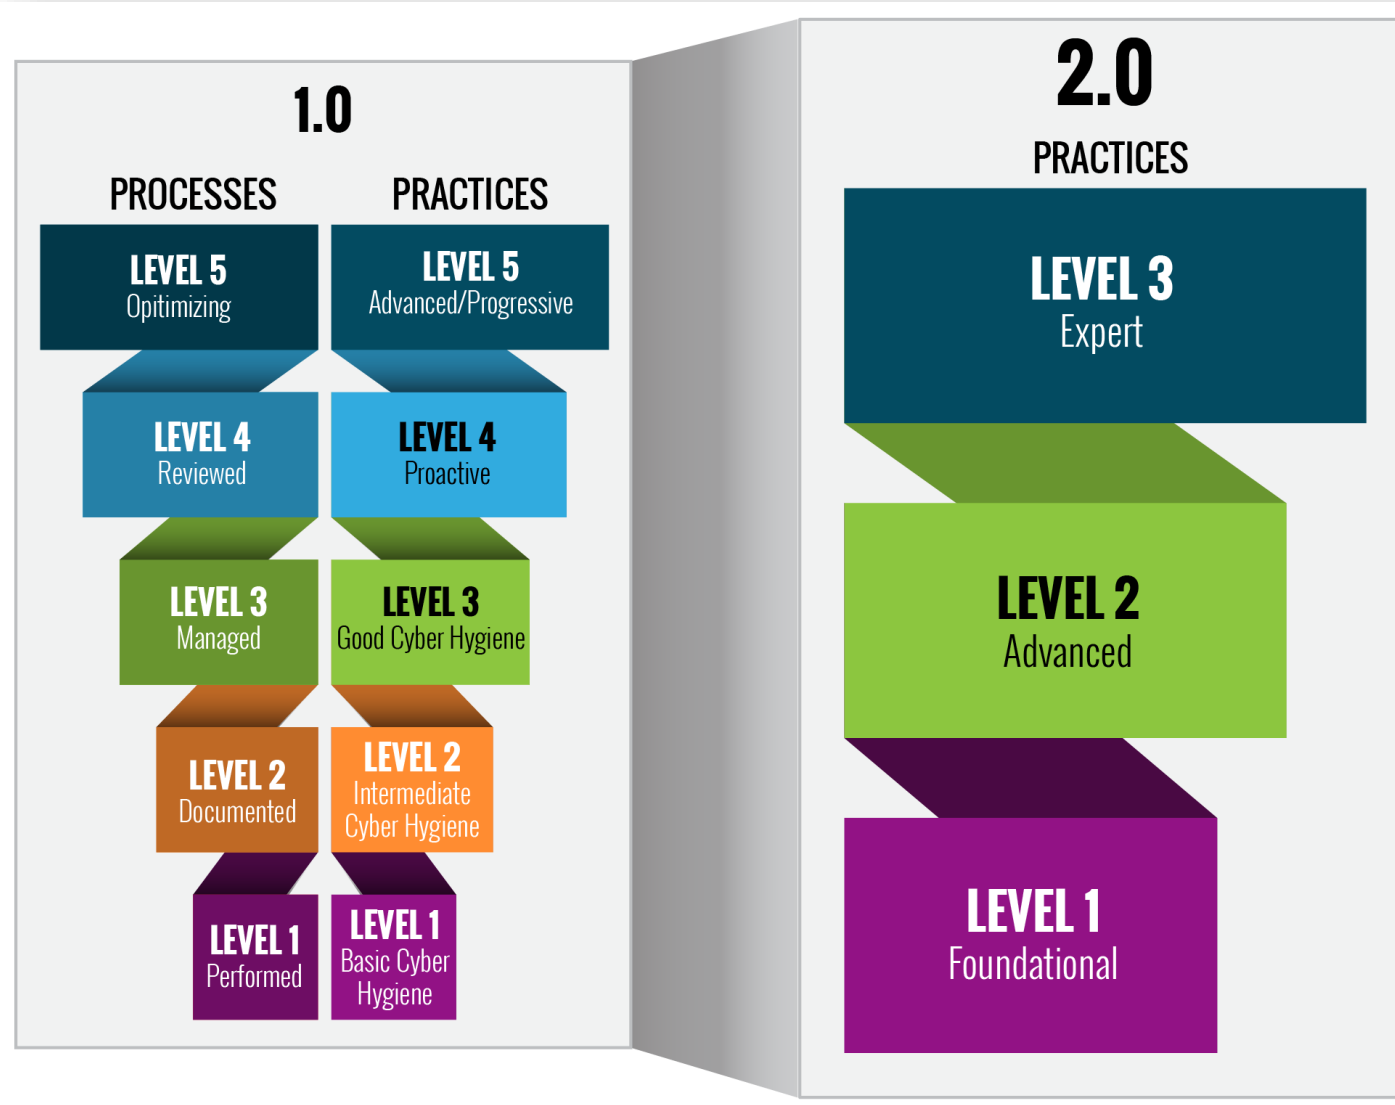 1.0
PROCESSES
PRACTICES
LEVEL 5
Opitimizing
LEVEL 5
Advanced/Progressive
LEVEL 4
Reviewed
LEVEL 4
Proactive
LEVEL 3
Managed
LEVEL 3
Good Cyber Hygiene
LEVEL 2
Documented
LEVEL 2
Intermediate
Cyber Hygiene
LEVEL 1
Performed
LEVEL 1
Basic Cyber
Hygiene
2.0
PRACTICES
LEVEL 3
Expert
LEVEL 2
Advanced
LEVEL 1
Foundational